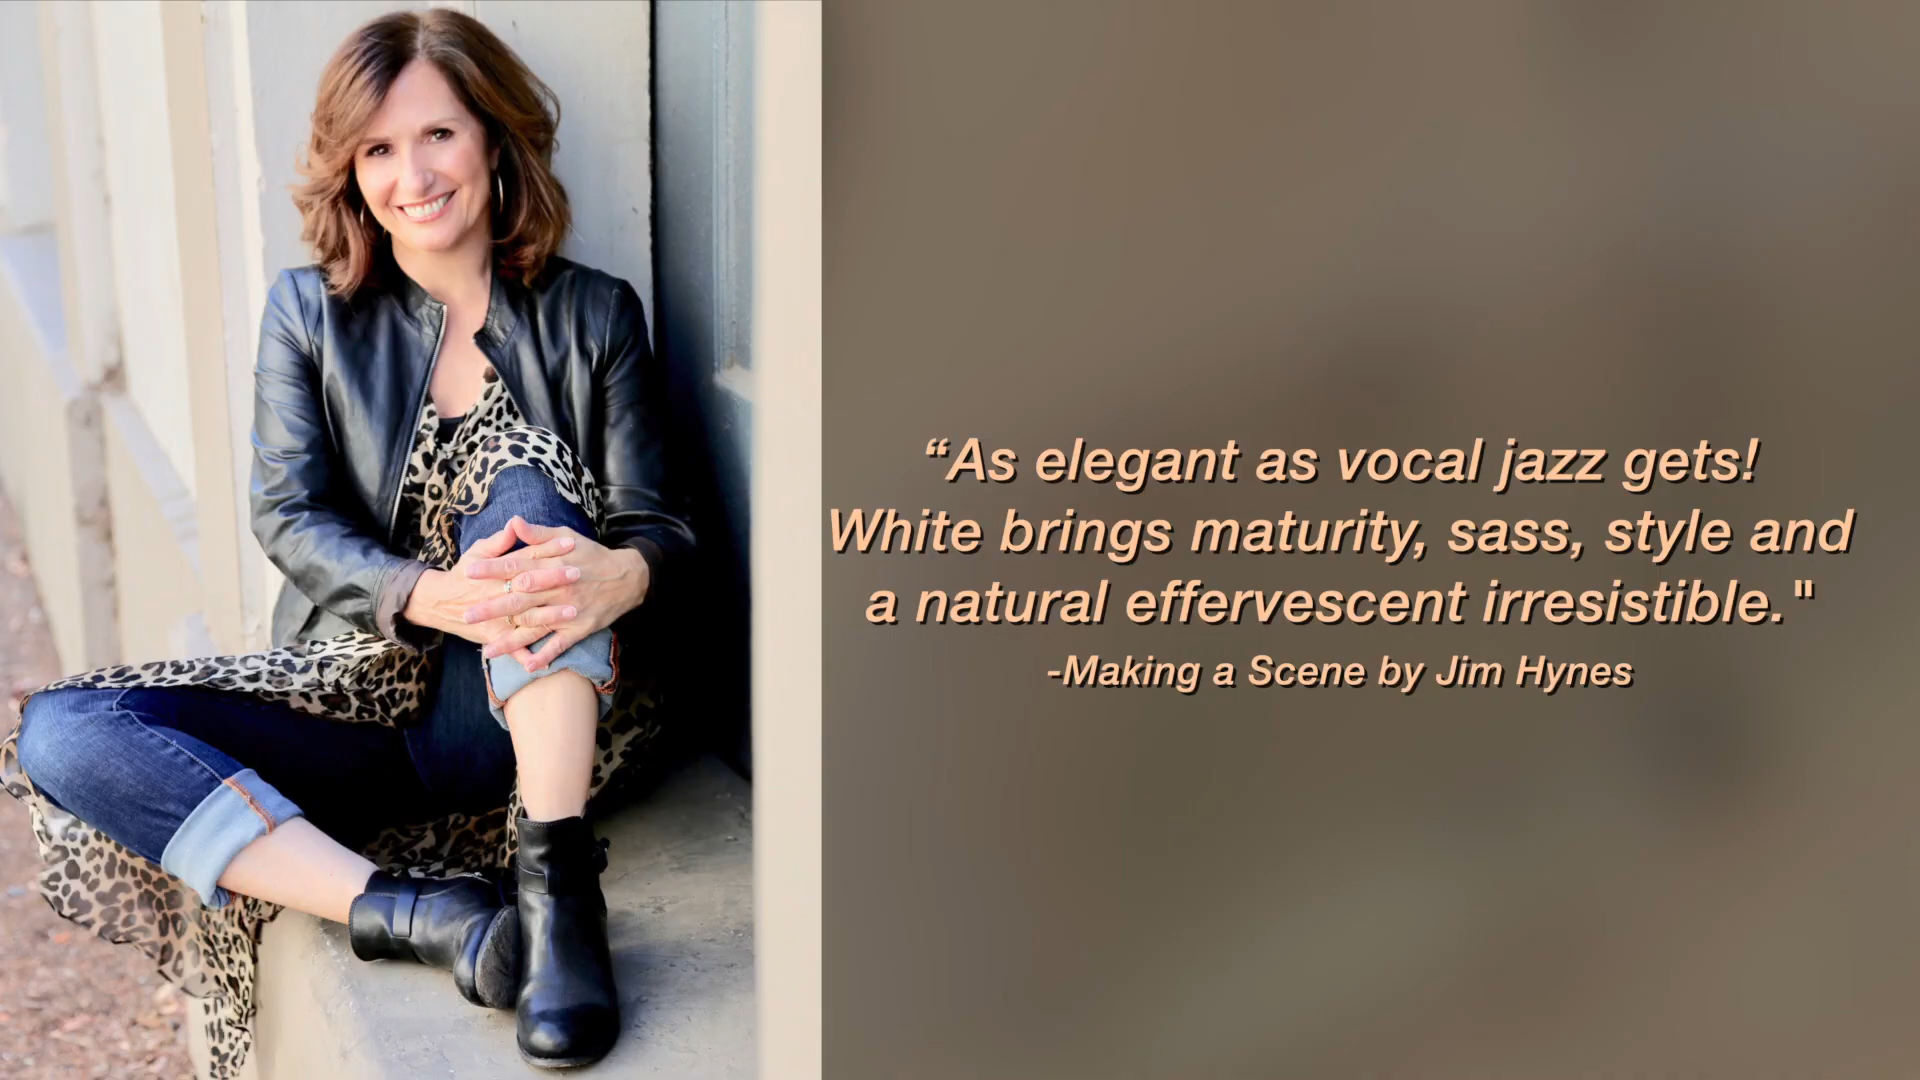 “As elegant as vocal jazz gets!
White brings maturity, sass, style and
a natural effervescent irresistible."
-Making a Scene by Jim Hynes